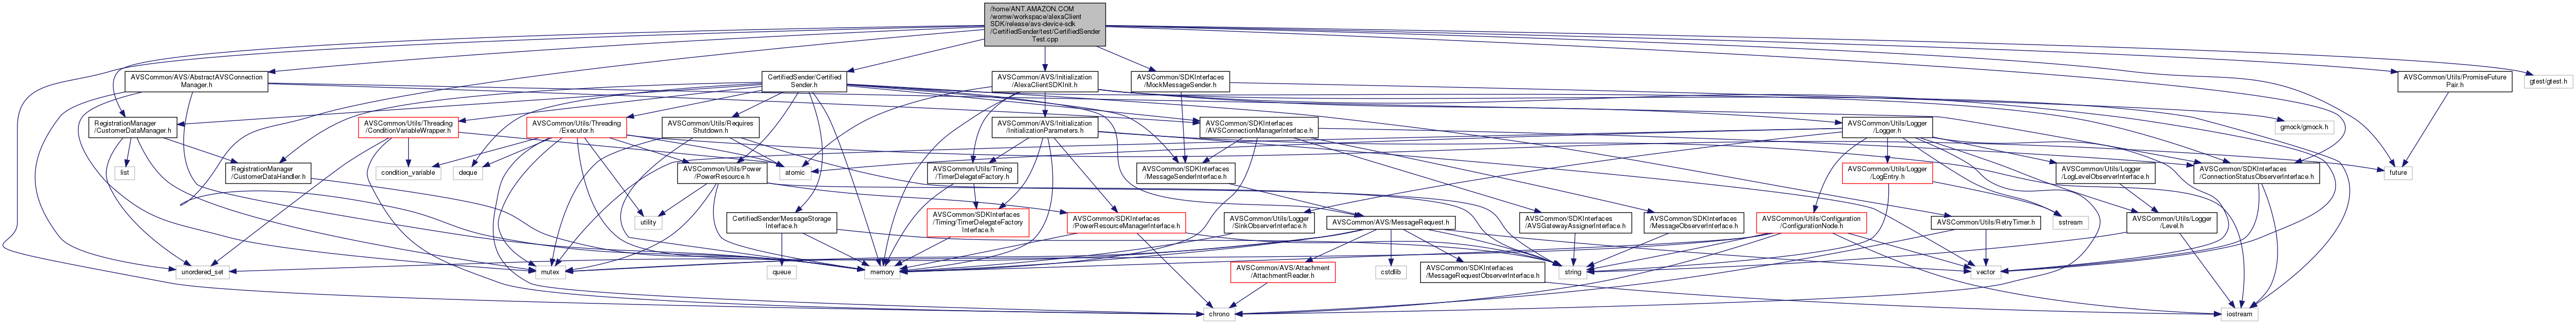 /home/ANT.AMAZON.COM
/womw/workspace/alexaClient
SDK/release/avs-device-sdk
/CertifiedSender/test/CertifiedSender
Test.cpp
AVSCommon/AVS/AbstractAVSConnection
Manager.h
CertifiedSender/Certified
Sender.h
AVSCommon/AVS/Initialization
/AlexaClientSDKInit.h
AVSCommon/SDKInterfaces
/MockMessageSender.h
AVSCommon/Utils/PromiseFuture
Pair.h
gtest/gtest.h
RegistrationManager
/CustomerDataManager.h
AVSCommon/Utils/Threading
/ConditionVariableWrapper.h
AVSCommon/Utils/Threading
/Executor.h
AVSCommon/Utils/Requires
Shutdown.h
AVSCommon/AVS/Initialization
/InitializationParameters.h
AVSCommon/SDKInterfaces
/AVSConnectionManagerInterface.h
AVSCommon/Utils/Logger
/Logger.h
gmock/gmock.h
list
RegistrationManager
/CustomerDataHandler.h
condition_variable
deque
AVSCommon/Utils/Power
/PowerResource.h
atomic
AVSCommon/Utils/Timing
/TimerDelegateFactory.h
AVSCommon/SDKInterfaces
/MessageSenderInterface.h
AVSCommon/Utils/Logger
/LogEntry.h
AVSCommon/Utils/Logger
/LogLevelObserverInterface.h
AVSCommon/SDKInterfaces
/ConnectionStatusObserverInterface.h
future
utility
CertifiedSender/MessageStorage
Interface.h
AVSCommon/SDKInterfaces
/Timing/TimerDelegateFactory
Interface.h
AVSCommon/SDKInterfaces
/PowerResourceManagerInterface.h
AVSCommon/Utils/Logger
/SinkObserverInterface.h
AVSCommon/AVS/MessageRequest.h
AVSCommon/SDKInterfaces
/AVSGatewayAssignerInterface.h
AVSCommon/SDKInterfaces
/MessageObserverInterface.h
AVSCommon/Utils/Configuration
/ConfigurationNode.h
AVSCommon/Utils/RetryTimer.h
sstream
AVSCommon/Utils/Logger
/Level.h
unordered_set
mutex
queue
memory
AVSCommon/AVS/Attachment
/AttachmentReader.h
cstdlib
AVSCommon/SDKInterfaces
/MessageRequestObserverInterface.h
string
vector
chrono
iostream